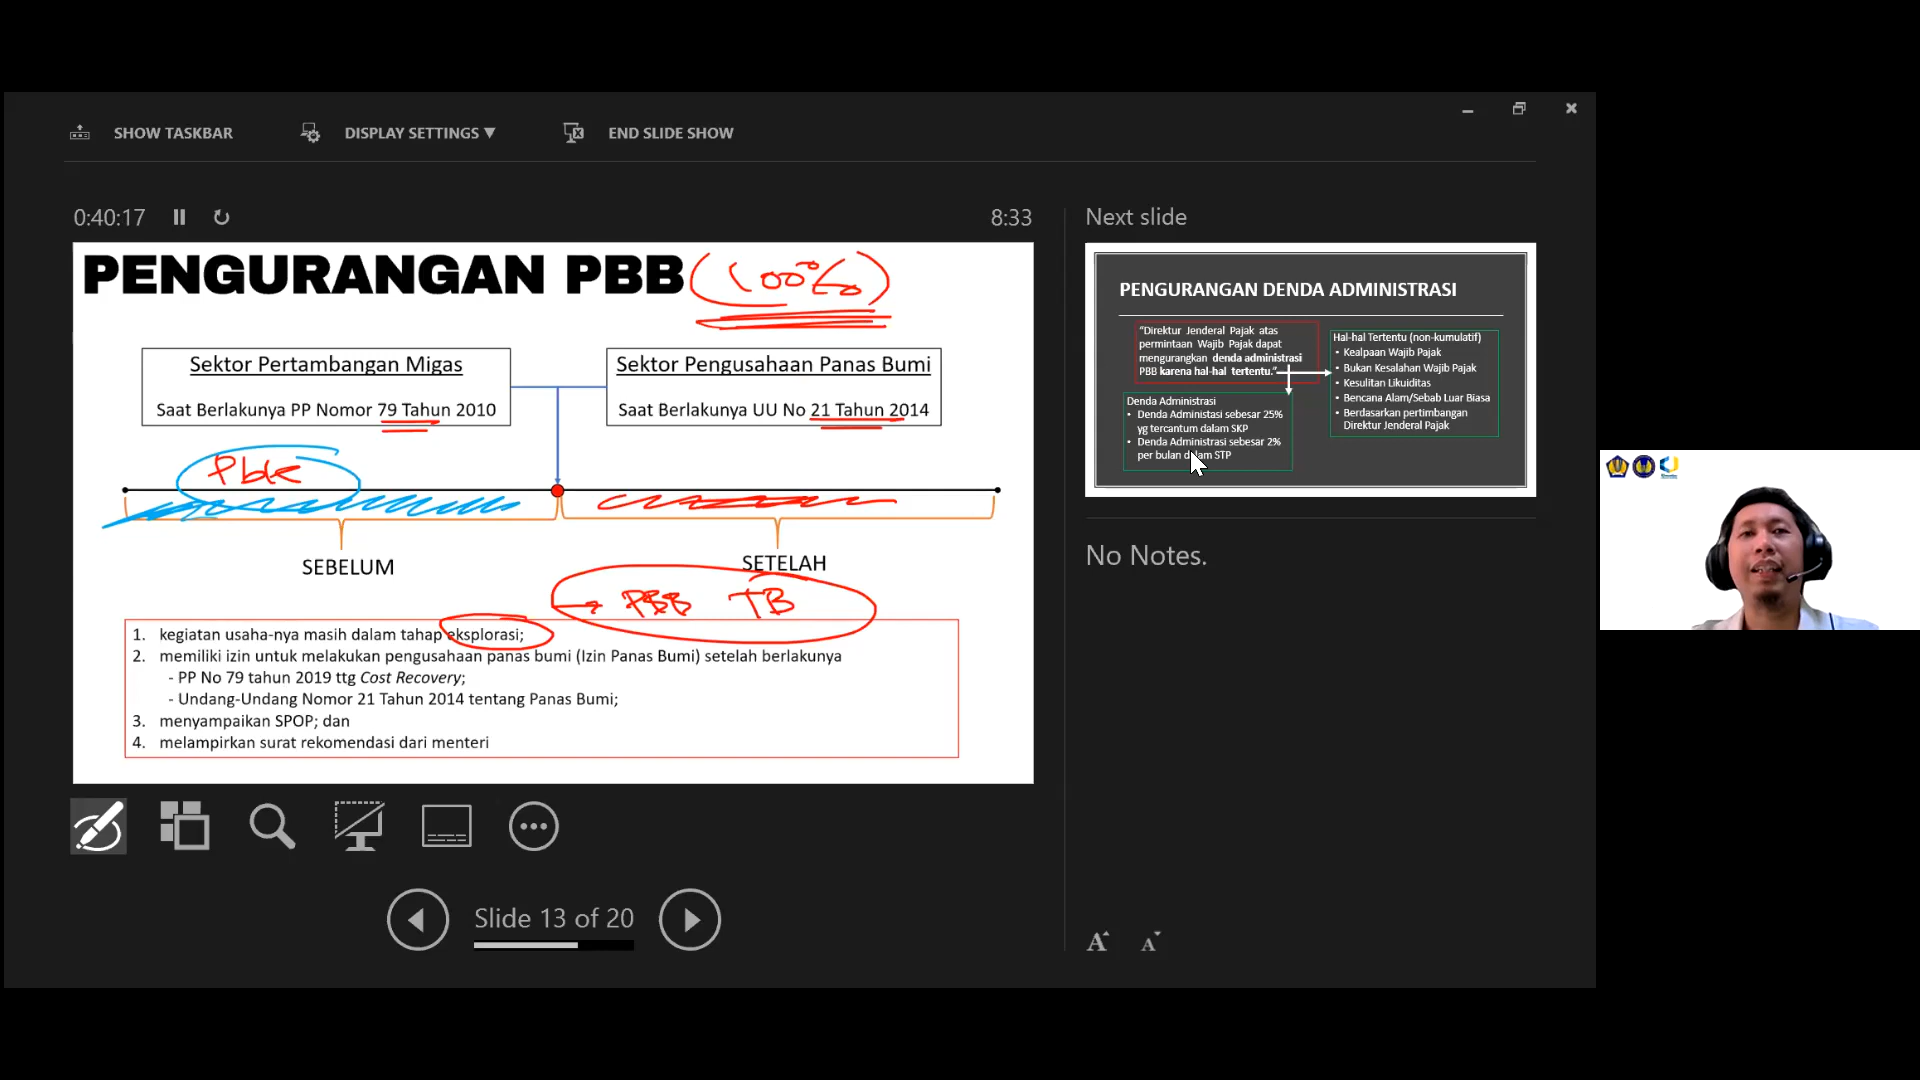 SHOW TASKBAR
DISPLAY SETTINGS ▼
END SLIDE SHOW
0:40:17
8:33
PENGURANGAN PBB (100%)
Sektor Pertambangan Migas
Saat Berlakunya PP Nomor 79 Tahun 2010
Sektor Pengusahaan Panas Bumi
Saat Berlakunya UU No 21 Tahun 2014
SEBELUM
SETELAH
PBB TB
1. kegiatan usaha-nya masih dalam tahap eksplorasi;
2. memiliki izin untuk melakukan pengusahaan panas bumi (Izin Panas Bumi) setelah berlakunya
- PP No 79 tahun 2019 ttg Cost Recovery;
- Undang-Undang Nomor 21 Tahun 2014 tentang Panas Bumi;
3. menyampaikan SPOP; dan
4. melampirkan surat rekomendasi dari menteri
Slide 13 of 20
Next slide
PENGURANGAN DENDA ADMINISTRASI
“Direktur Jenderal Pajak atas
permintaan Wajib Pajak dapat
mengurangkan denda administrasi
PBB karena hal-hal tertentu.”
Denda Administrasi
• Denda Administasi sebesar 25%
yg tercantum dalam SKP
• Denda Administrasi sebesar 2%
per bulan dalam STP
Hal-hal Tertentu (non-kumulatif)
• Kealpaan Wajib Pajak
• Bukan Kesalahan Wajib Pajak
• Kesulitan Likuiditas
• Bencana Alam/Sebab Luar Biasa
• Berdasarkan pertimbangan
Direktur Jenderal Pajak
No Notes.
A A